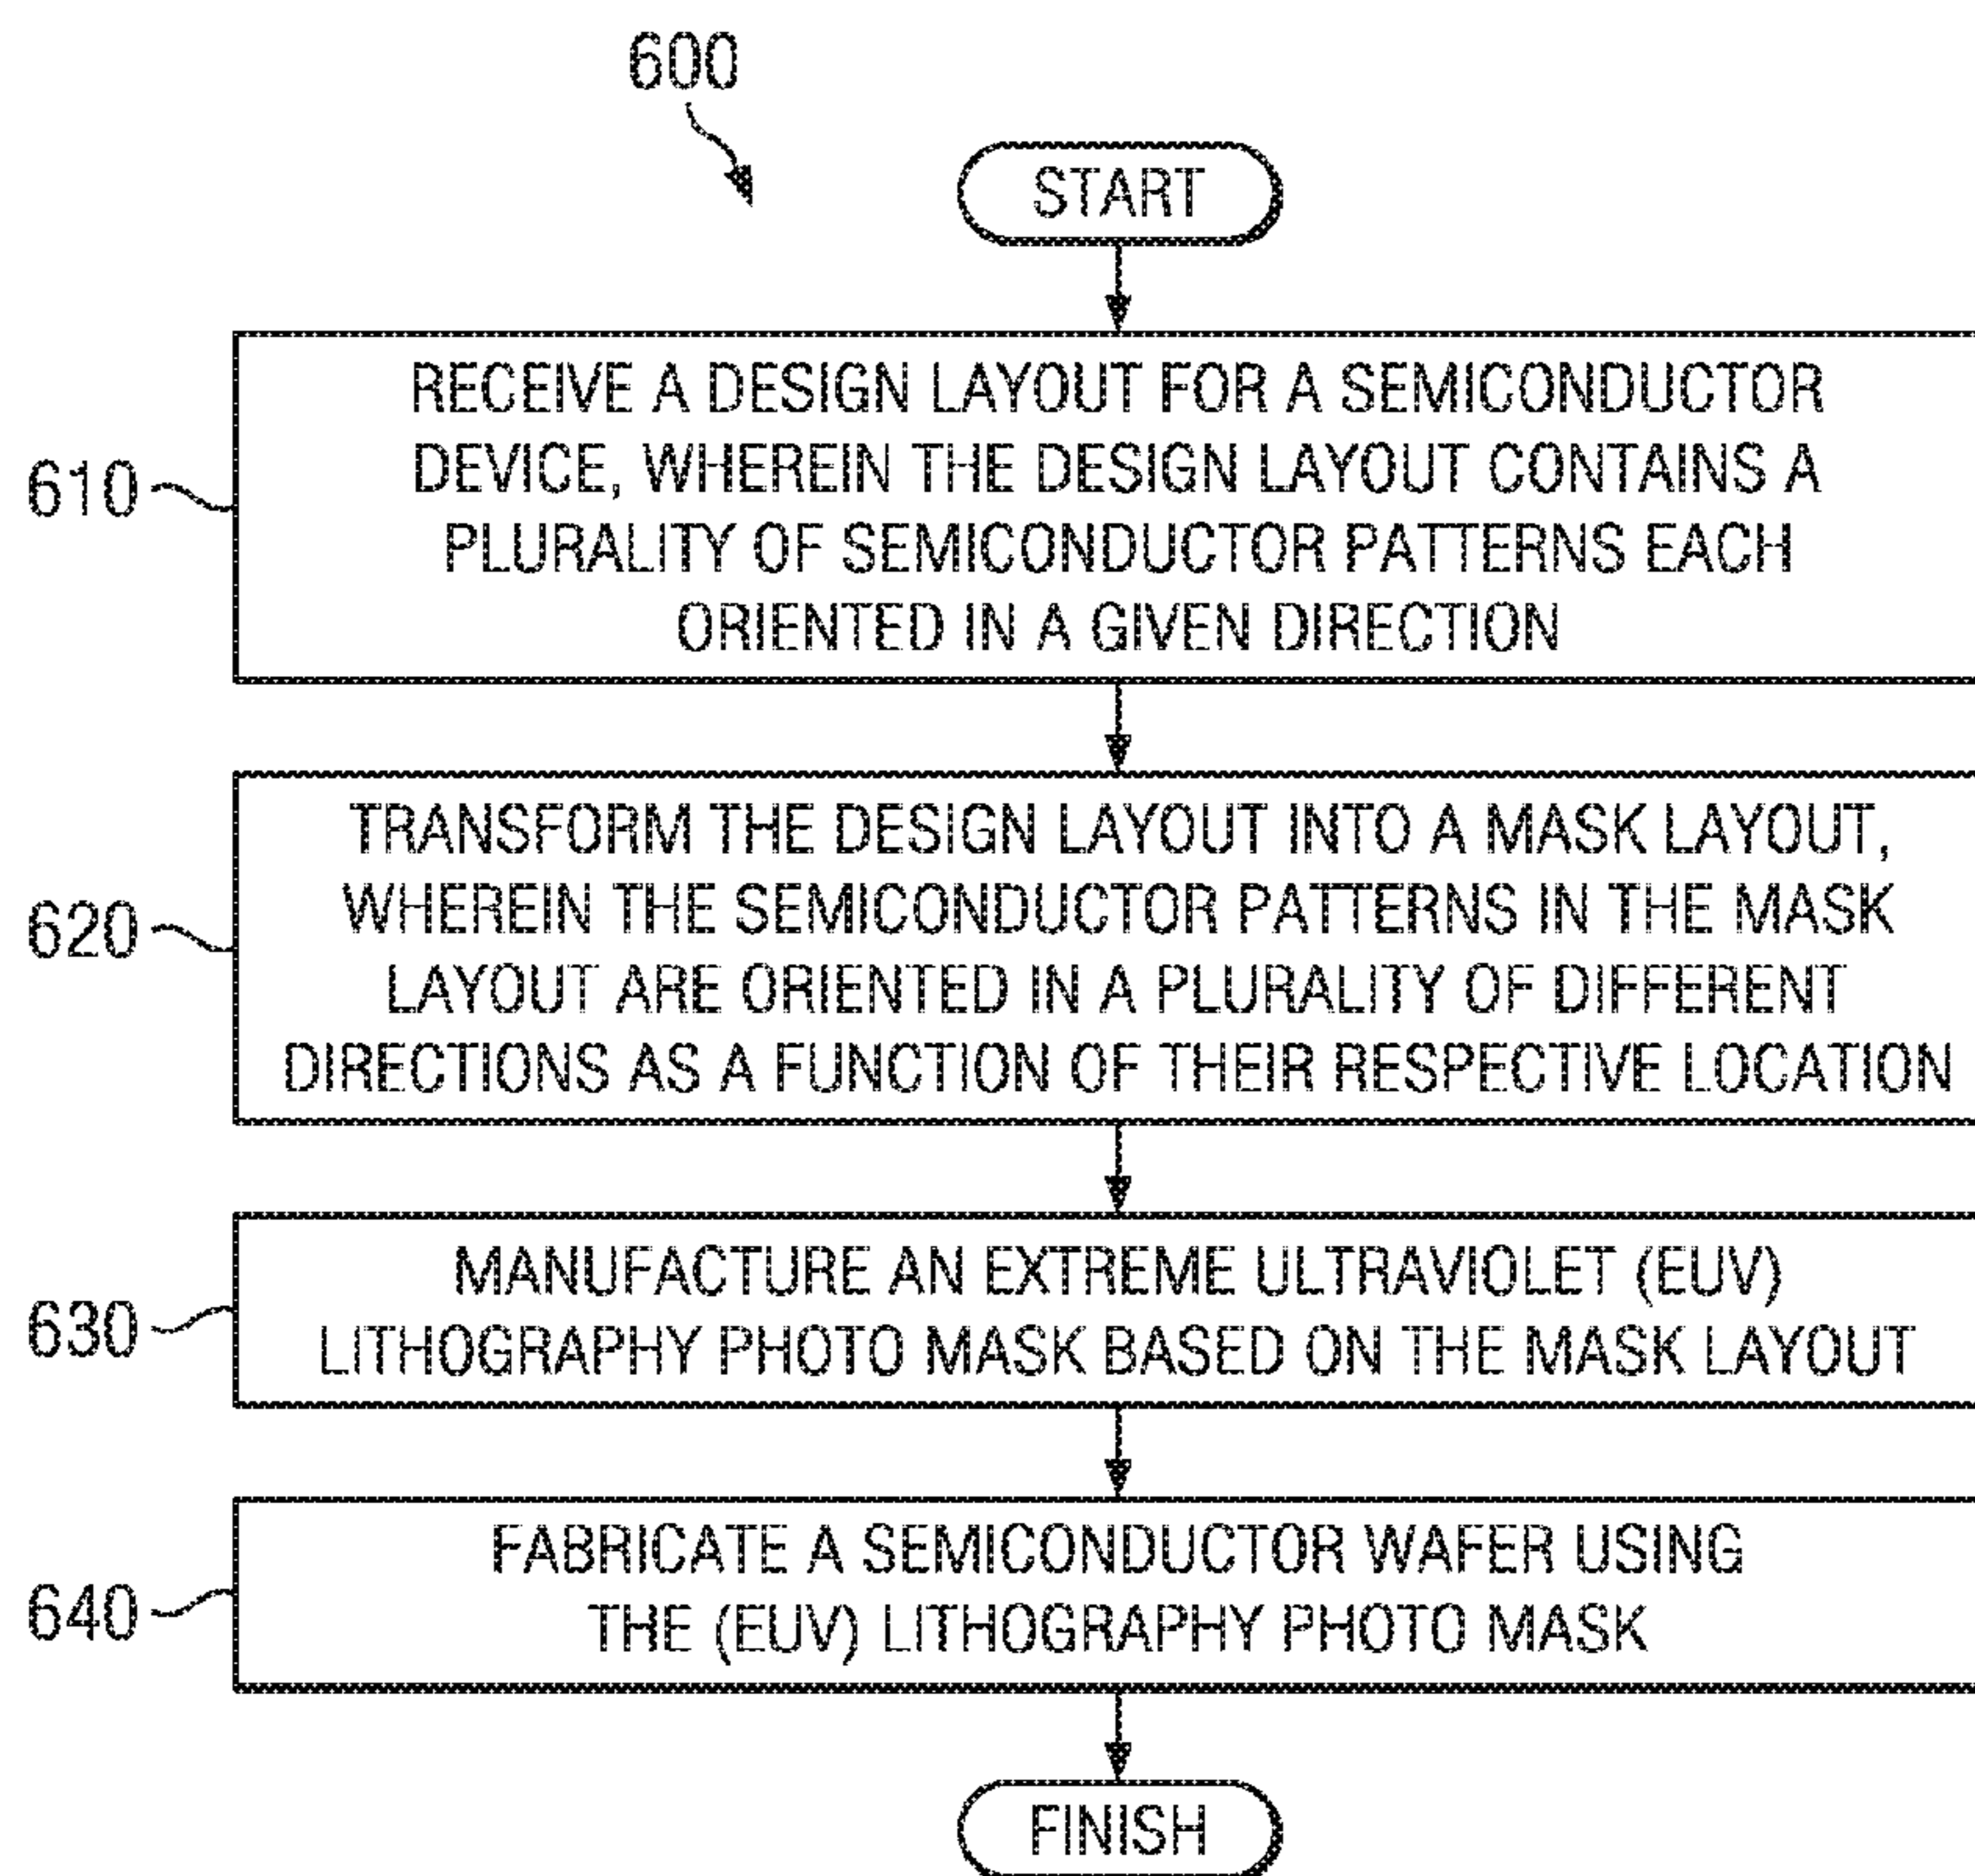 600
START
610
RECEIVE A DESIGN LAYOUT FOR A SEMICONDUCTOR
DEVICE, WHEREIN THE DESIGN LAYOUT CONTAINS A
PLURALITY OF SEMICONDUCTOR PATTERNS EACH
ORIENTED IN A GIVEN DIRECTION
620
TRANSFORM THE DESIGN LAYOUT INTO A MASK LAYOUT,
WHEREIN THE SEMICONDUCTOR PATTERNS IN THE MASK
LAYOUT ARE ORIENTED IN A PLURALITY OF DIFFERENT
DIRECTIONS AS A FUNCTION OF THEIR RESPECTIVE LOCATION
630
MANUFACTURE AN EXTREME ULTRAVIOLET (EUV)
LITHOGRAPHY PHOTO MASK BASED ON THE MASK LAYOUT
640
FABRICATE A SEMICONDUCTOR WAFER USING
THE (EUV) LITHOGRAPHY PHOTO MASK
FINISH